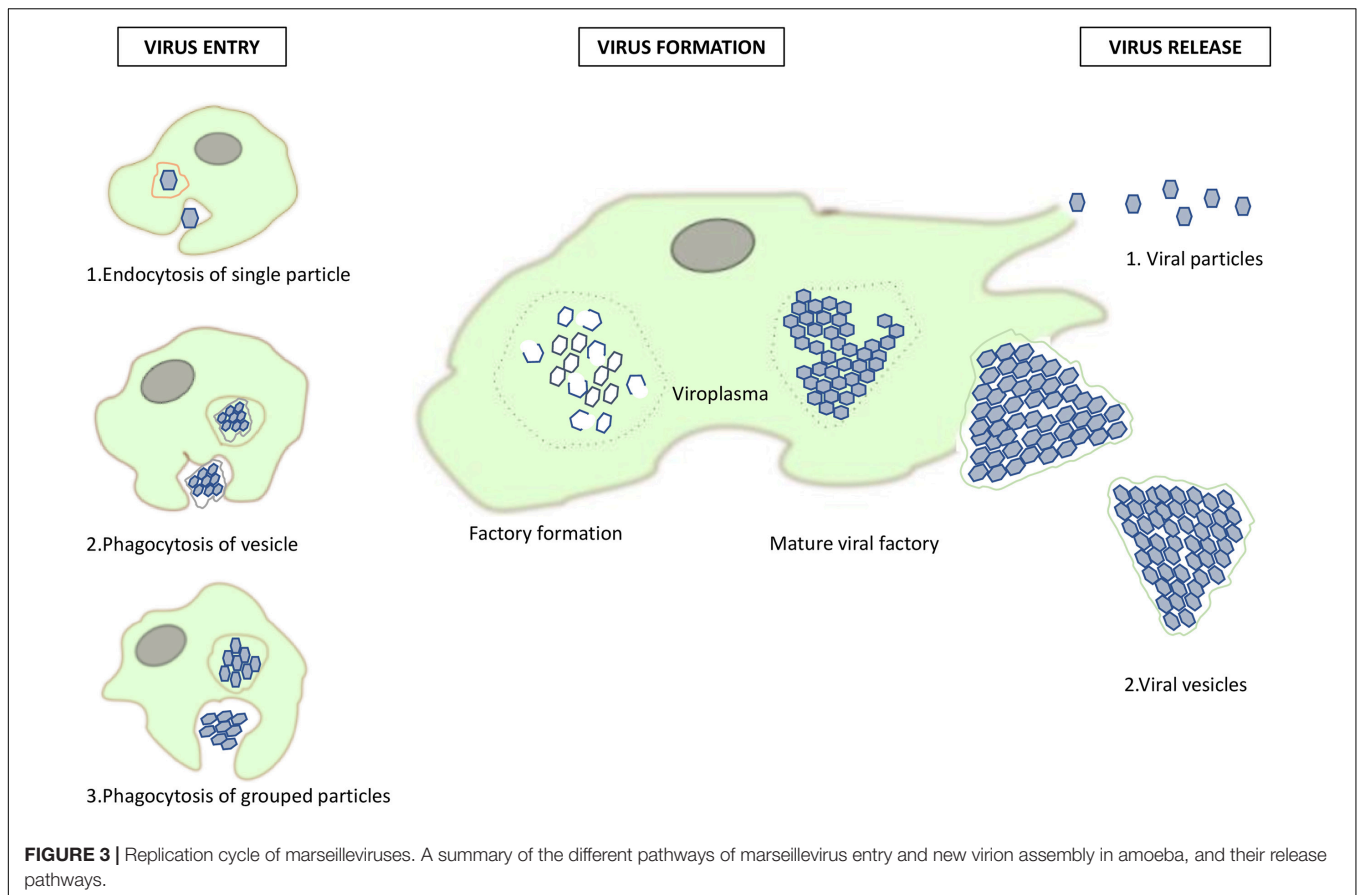 VIRUS ENTRY
VIRUS FORMATION
VIRUS RELEASE
1.Endocytosis of single particle
2.Phagocytosis of vesicle
3.Phagocytosis of grouped particles
Viroplasma
Factory formation
Mature viral factory
1. Viral particles
2.Viral vesicles
FIGURE 3 | Replication cycle of marseilleviruses. A summary of the different pathways of marseillevirus entry and new virion assembly in amoeba, and their release
pathways.